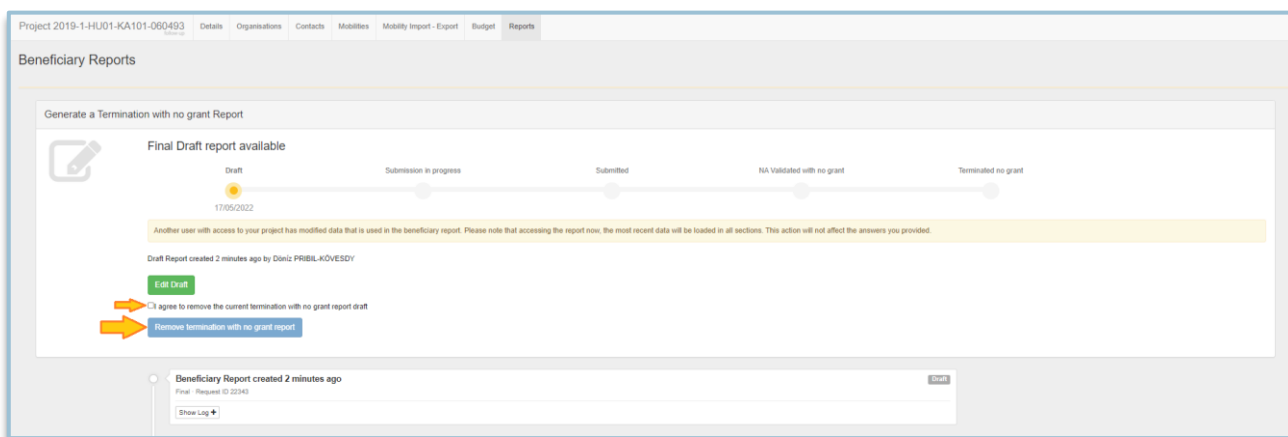 Project 2019-1-HU01-KA101-060493 Details Organisations Contacts Mobilities Mobility Import - Export Budget Reports
follow-up
Beneficiary Reports
Generate a Termination with no grant Report
Final Draft report available
Draft Submission in progress Submitted NA Validated with no grant Terminated no grant
17/05/2022
Another user with access to your project has modified data that is used in the beneficiary report. Please note that accessing the report now, the most recent data will be loaded in all sections. This action will not affect the answers you provided.
Draft Report created 2 minutes ago by Döníz PRIBIL-KÖVESDY
Edit Draft
I agree to remove the current termination with no grant report draft
Remove termination with no grant report
Beneficiary Report created 2 minutes ago Draft
Final : Request ID 22343
Show Log +